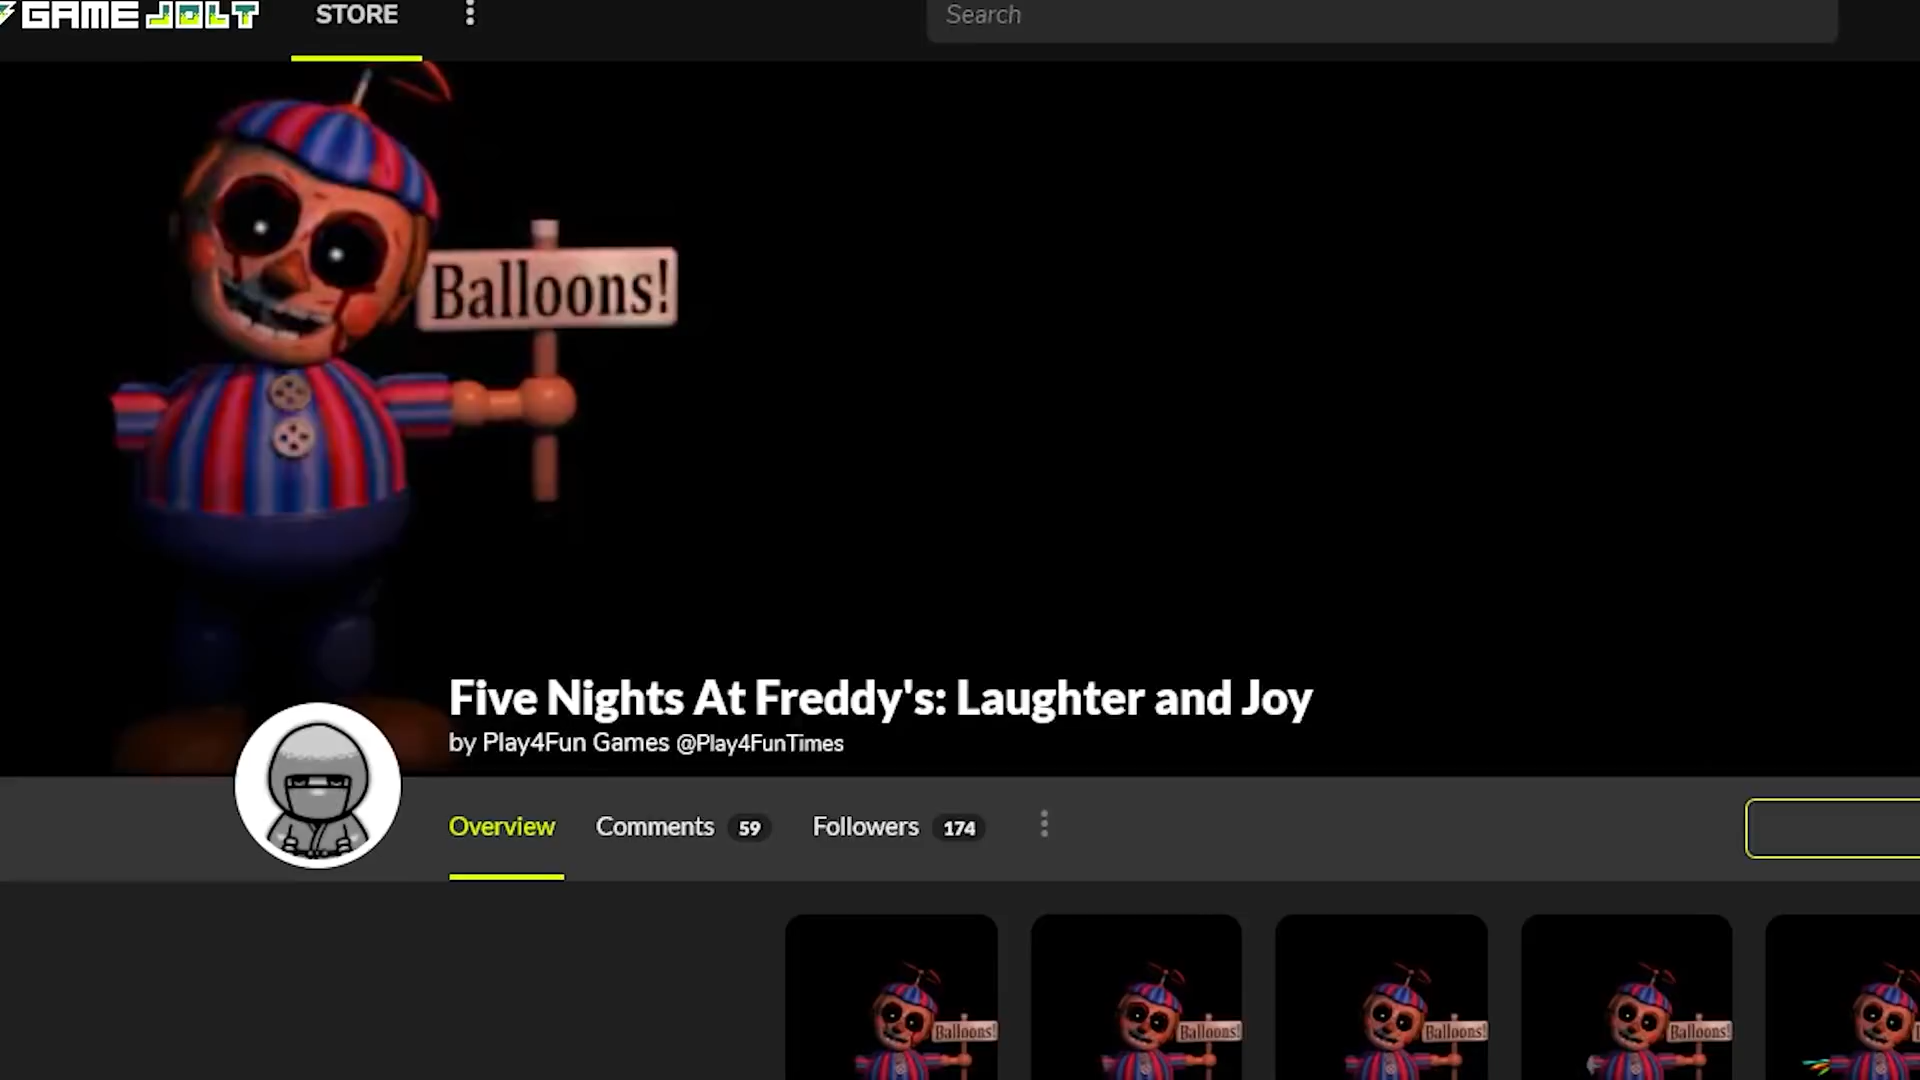 GAME JOLT
STORE
Search
Balloons!
Five Nights At Freddy's: Laughter and Joy
by Play4Fun Games @Play4FunTimes
Overview
Comments 59
Followers 174
Balloons!
Balloons!
Balloons!
Balloons!